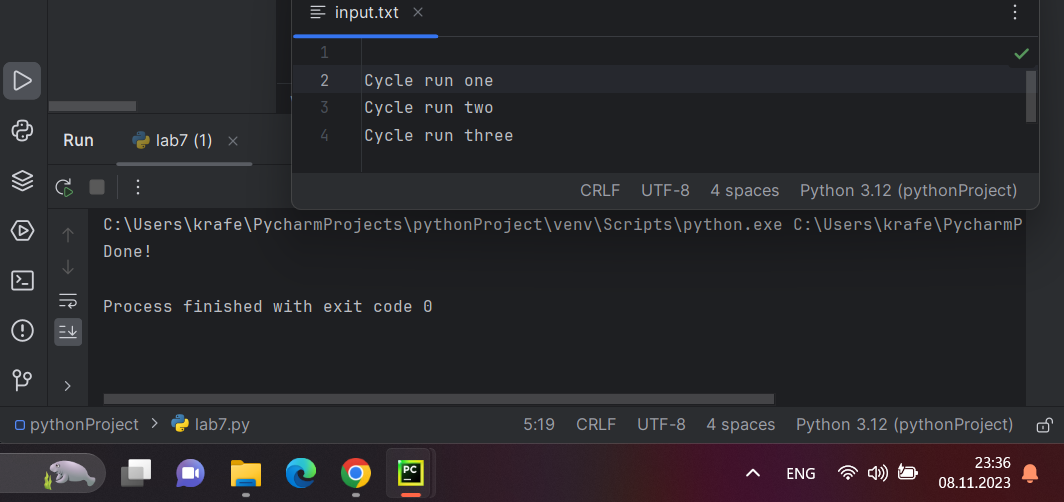 input.txt
1
2 Cycle run one
3 Cycle run two
4 Cycle run three
CRLF UTF-8 4 spaces Python 3.12 (pythonProject)
Run lab7 (1)
C:\Users\krafe\PycharmProjects\pythonProject\venv\Scripts\python.exe C:\Users\krafe\PycharmP
Done!
Process finished with exit code 0
pythonProject > lab7.py 5:19 CRLF UTF-8 4 spaces Python 3.12 (pythonProject)
PC
ENG
23:36
08.11.2023